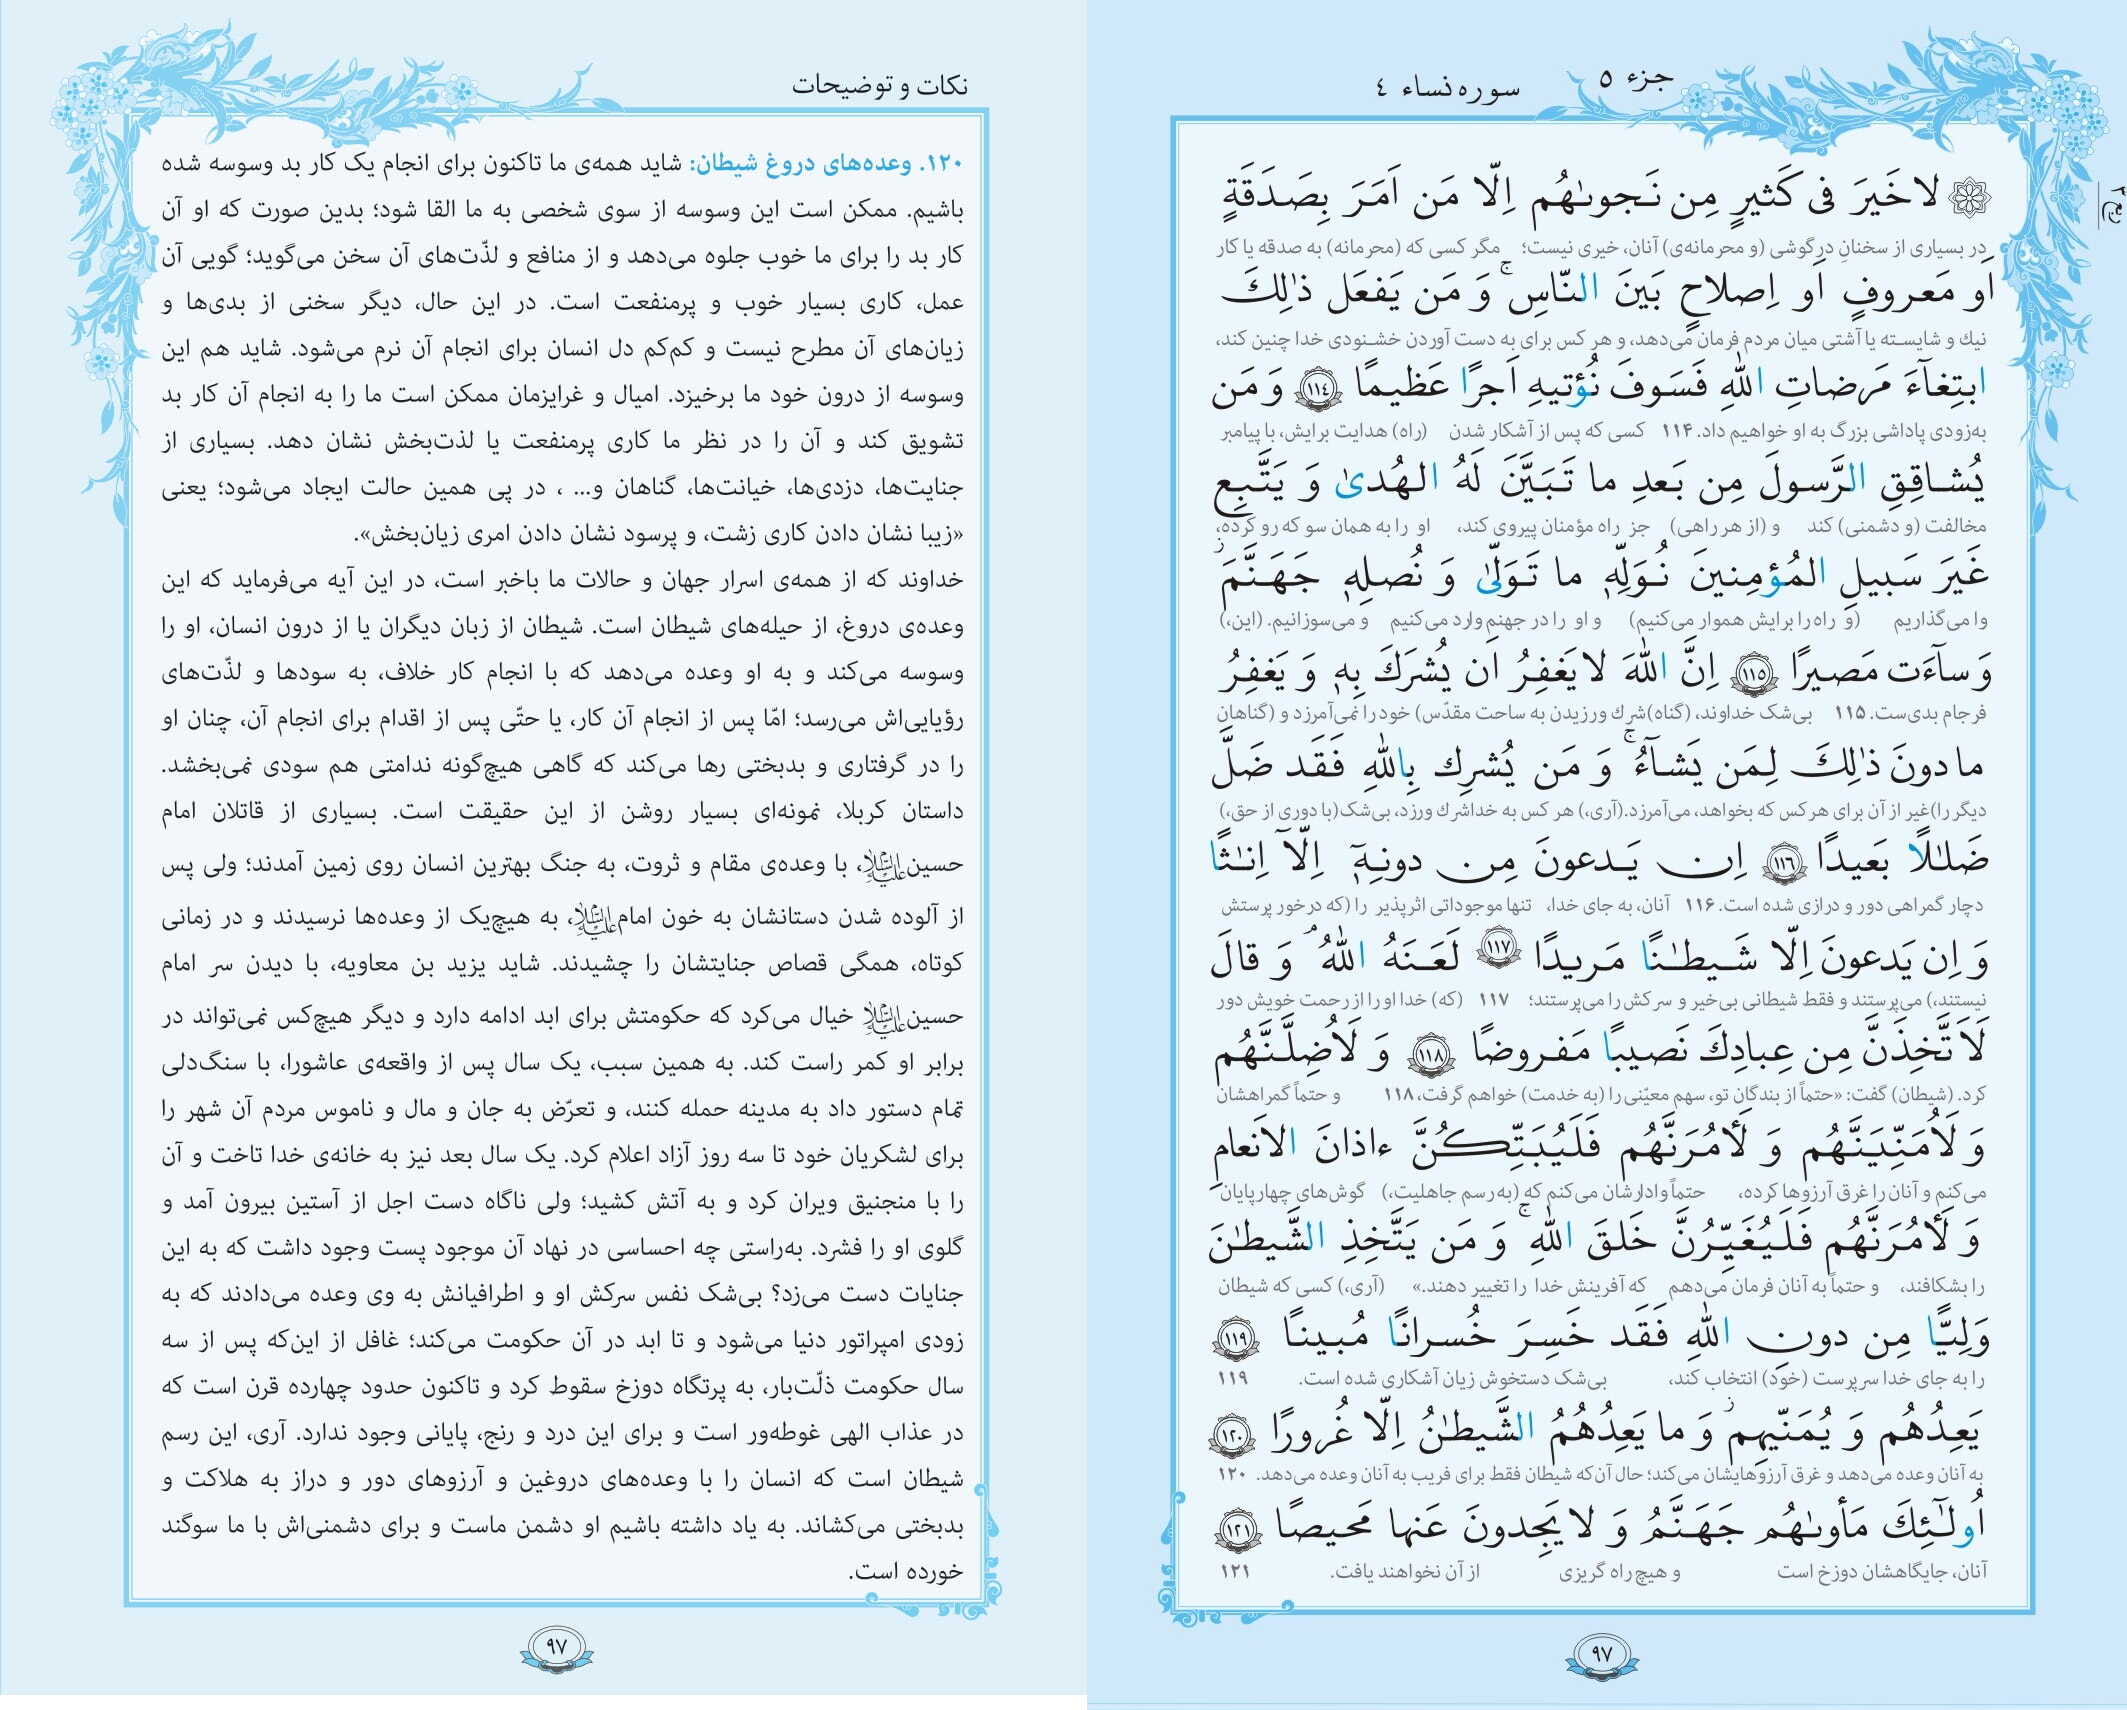 جزء ٥
سوره نساء ٤
لا خَيرَ فى كَثيرٍ مِن نَجوىٰهُم اِلّا مَن اَمَرَ بِصَدَقَةٍ
در بسیاری از سخنانِ درگوشی (و محرمانه‌ی) آنان، خیری نیست؛ مگر کسی که (محرمانه) به صدقه یا کار
اَو مَعروفٍ اَو اِصلاحٍ بَينَ النّاسِ ۚ وَ مَن يَفعَل ذٰلِكَ
نیك و شایسته یا آشتی میان مردم فرمان می‌دهد، و هر کس برای به دست آوردن خشنودی خدا چنین کند،
ابتِغآءَ مَرضاتِ اللّٰهِ فَسَوفَ نُؤتيهِ اَجرًا عَظيمًا ﴿١١٤﴾ وَ مَن
به‌زودی پاداشی بزرگ به او خواهیم داد. ۱۱۴ کسی که پس از آشکار شدن (راه) هدایت برایش، با پیامبر
يُشاقِقِ الرَّسولَ مِن بَعدِ ما تَبَيَّنَ لَهُ الهُدىٰ وَ يَتَّبِع
مخالفت (و دشمنی) کند و (از هر راهی) جز راه مؤمنان پیروی کند، او را به همان سو که رو کرده،
غَيرَ سَبيلِ المُؤمِنينَ نُوَلِّهٖ ما تَوَلّىٰ وَ نُصلِهٖ جَهَنَّمَ ۖ
وا می‌گذاریم (و راه را برایش هموار می‌کنیم) و او را در جهنم وارد می‌کنیم و می‌سوزانیم. (این،)
وَ سآءَت مَصيرًا ﴿١١٥﴾ اِنَّ اللّٰهَ لا يَغفِرُ اَن يُشرَكَ بِهٖ وَ يَغفِرُ
فرجام بدی‌ست. ۱۱۵ بی‌شک خداوند، (گناه) شرك ورزیدن به ساحت مقدّس) خود را نمی‌آمرزد و (گناهان
ما دونَ ذٰلِكَ لِمَن يَشآءُ ۚ وَ مَن يُشرِك بِاللّٰهِ فَقَد ضَلَّ
دیگر را) غیر از آن برای هر کس که بخواهد، می‌آمرزد. (آری،) هر کس به خدا شرك ورزد، بی‌شک (با دوری از حق،)
ضَلٰلًا بَعيدًا ﴿١١٦﴾ اِن يَدعونَ مِن دونِهٖٓ اِلّآ اِنٰثًا
دچار گمراهی دور و درازی شده است. ۱۱۶ آنان، به جای خدا، تنها موجوداتی اثرپذیر را (که درخور پرستش
وَ اِن يَدعونَ اِلّا شَيطٰنًا مَريدًا ﴿١١٧﴾ لَعَنَهُ اللّٰهُ ۘ وَ قالَ
نیستند،) می‌پرستند و فقط شیطانی بی‌خیر و سرکش را می‌پرستند؛ ۱۱۷ (که) خدا او را از رحمت خویش دور
لَاَتَّخِذَنَّ مِن عِبادِكَ نَصيبًا مَفروضًا ﴿١١٨﴾ وَ لَاُضِلَّنَّهُم
کرد. (شیطان) گفت: «حتماً از بندگان تو، سهم معیّنی را (به خدمت) خواهم گرفت، ۱۱۸ و حتماً گمراهشان
وَ لَاُمَنِّيَنَّهُم وَ لَاٰمُرَنَّهُم فَلَيُبَتِّكُنَّ ءاذانَ الاَنعامِ
می‌کنم و آنان را غرق آرزوها کرده، حتماً وادارشان می‌کنم که (به رسم جاهلیت،) گوش‌های چهارپایان
وَ لَاٰمُرَنَّهُم فَلَيُغَيِّرُنَّ خَلقَ اللّٰهِ ۚ وَ مَن يَتَّخِذِ الشَّيطٰنَ
را بشکافند، و حتماً به آنان فرمان می‌دهم که آفرینش خدا را تغییر دهند.» (آری،) کسی که شیطان
وَلِيًّا مِن دونِ اللّٰهِ فَقَد خَسِرَ خُسرانًا مُبينًا ﴿١١٩﴾
را به جای خدا سرپرست (خود) انتخاب کند، بی‌شک دستخوش زیان آشکاری شده است. ۱۱۹
يَعِدُهُم وَ يُمَنّيهِم ۖ وَ ما يَعِدُهُمُ الشَّيطٰنُ اِلّا غُرورًا ﴿١٢٠﴾
به آنان وعده می‌دهد و غرق آرزوهایشان می‌کند؛ حال آن‌که شیطان فقط برای فریب به آنان وعده می‌دهد. ۱۲۰
اُولٰٓئِكَ مَأوىٰهُم جَهَنَّمُ وَ لا يَجِدونَ عَنها مَحيصًا ﴿١٢١﴾
آنان، جایگاهشان دوزخ است و هیچ راه گریزی از آن نخواهند یافت. ۱۲۱
۹۷
نکات و توضیحات
۱۲۰. وعده‌های دروغ شیطان: شاید همه‌ی ما تاکنون برای انجام یک کار بد وسوسه شده
باشیم. ممکن است این وسوسه از سوی شخصی به ما القا شود؛ بدین صورت که او آن
کار بد را برای ما خوب جلوه می‌دهد و از منافع و لذّت‌های آن سخن می‌گوید؛ گویی آن
عمل، کاری بسیار خوب و پرمنفعت است. در این حال، دیگر سخنی از بدی‌ها و
زیان‌های آن مطرح نیست و کم‌کم دل انسان برای انجام آن نرم می‌شود. شاید هم این
وسوسه از درون خود ما برخیزد. امیال و غرایزمان ممکن است ما را به انجام آن کار بد
تشویق کند و آن را در نظر ما کاری پرمنفعت یا لذت‌بخش نشان دهد. بسیاری از
جنایت‌ها، دزدی‌ها، خیانت‌ها، گناهان و... ، در پی همین حالت ایجاد می‌شود؛ یعنی
«زیبا نشان دادن کاری زشت، و پرسود نشان دادن امری زیان‌بخش».
خداوند که از همه‌ی اسرار جهان و حالات ما باخبر است، در این آیه می‌فرماید که این
وعده‌ی دروغ، از حیله‌های شیطان است. شیطان از زبان دیگران یا از درون انسان، او را
وسوسه می‌کند و به او وعده می‌دهد که با انجام کار خلاف، به سودها و لذّت‌های
رؤیایی‌اش می‌رسد؛ امّا پس از انجام آن کار، یا حتّی پس از اقدام برای انجام آن، چنان او
را در گرفتاری و بدبختی رها می‌کند که گاهی هیچ‌گونه ندامتی هم سودی نمی‌بخشد.
داستان کربلا، نمونه‌ای بسیار روشن از این حقیقت است. بسیاری از قاتلان امام
حسین علیه‌السلام، با وعده‌ی مقام و ثروت، به جنگ بهترین انسان روی زمین آمدند؛ ولی پس
از آلوده شدن دستانشان به خون امام علیه‌السلام، به هیچ‌یک از وعده‌ها نرسیدند و در زمانی
کوتاه، همگی قصاص جنایتشان را چشیدند. شاید یزید بن معاویه، با دیدن سر امام
حسین علیه‌السلام خیال می‌کرد که حکومتش برای ابد ادامه دارد و دیگر هیچ‌کس نمی‌تواند در
برابر او کمر راست کند. به همین سبب، یک سال پس از واقعه‌ی عاشورا، با سنگ‌دلی
تمام دستور داد به مدینه حمله کنند، و تعرّض به جان و مال و ناموس مردم آن شهر را
برای لشکریان خود تا سه روز آزاد اعلام کرد. یک سال بعد نیز به خانه‌ی خدا تاخت و آن
را با منجنیق ویران کرد و به آتش کشید؛ ولی ناگاه دست اجل از آستین بیرون آمد و
گلوی او را فشرد. به‌راستی چه احساسی در نهاد آن موجود پست وجود داشت که به این
جنایات دست می‌زد؟ بی‌شک نفس سرکش او و اطرافیانش به وی وعده می‌دادند که به
زودی امپراتور دنیا می‌شود و تا ابد در آن حکومت می‌کند؛ غافل از این‌که پس از سه
سال حکومت ذلّت‌بار، به پرتگاه دوزخ سقوط کرد و تاکنون حدود چهارده قرن است که
در عذاب الهی غوطه‌ور است و برای این درد و رنج، پایانی وجود ندارد. آری، این رسم
شیطان است که انسان را با وعده‌های دروغین و آرزوهای دور و دراز به هلاکت و
بدبختی می‌کشاند. به یاد داشته باشیم او دشمن ماست و برای دشمنی‌اش با ما سوگند
خورده است.
۹۷